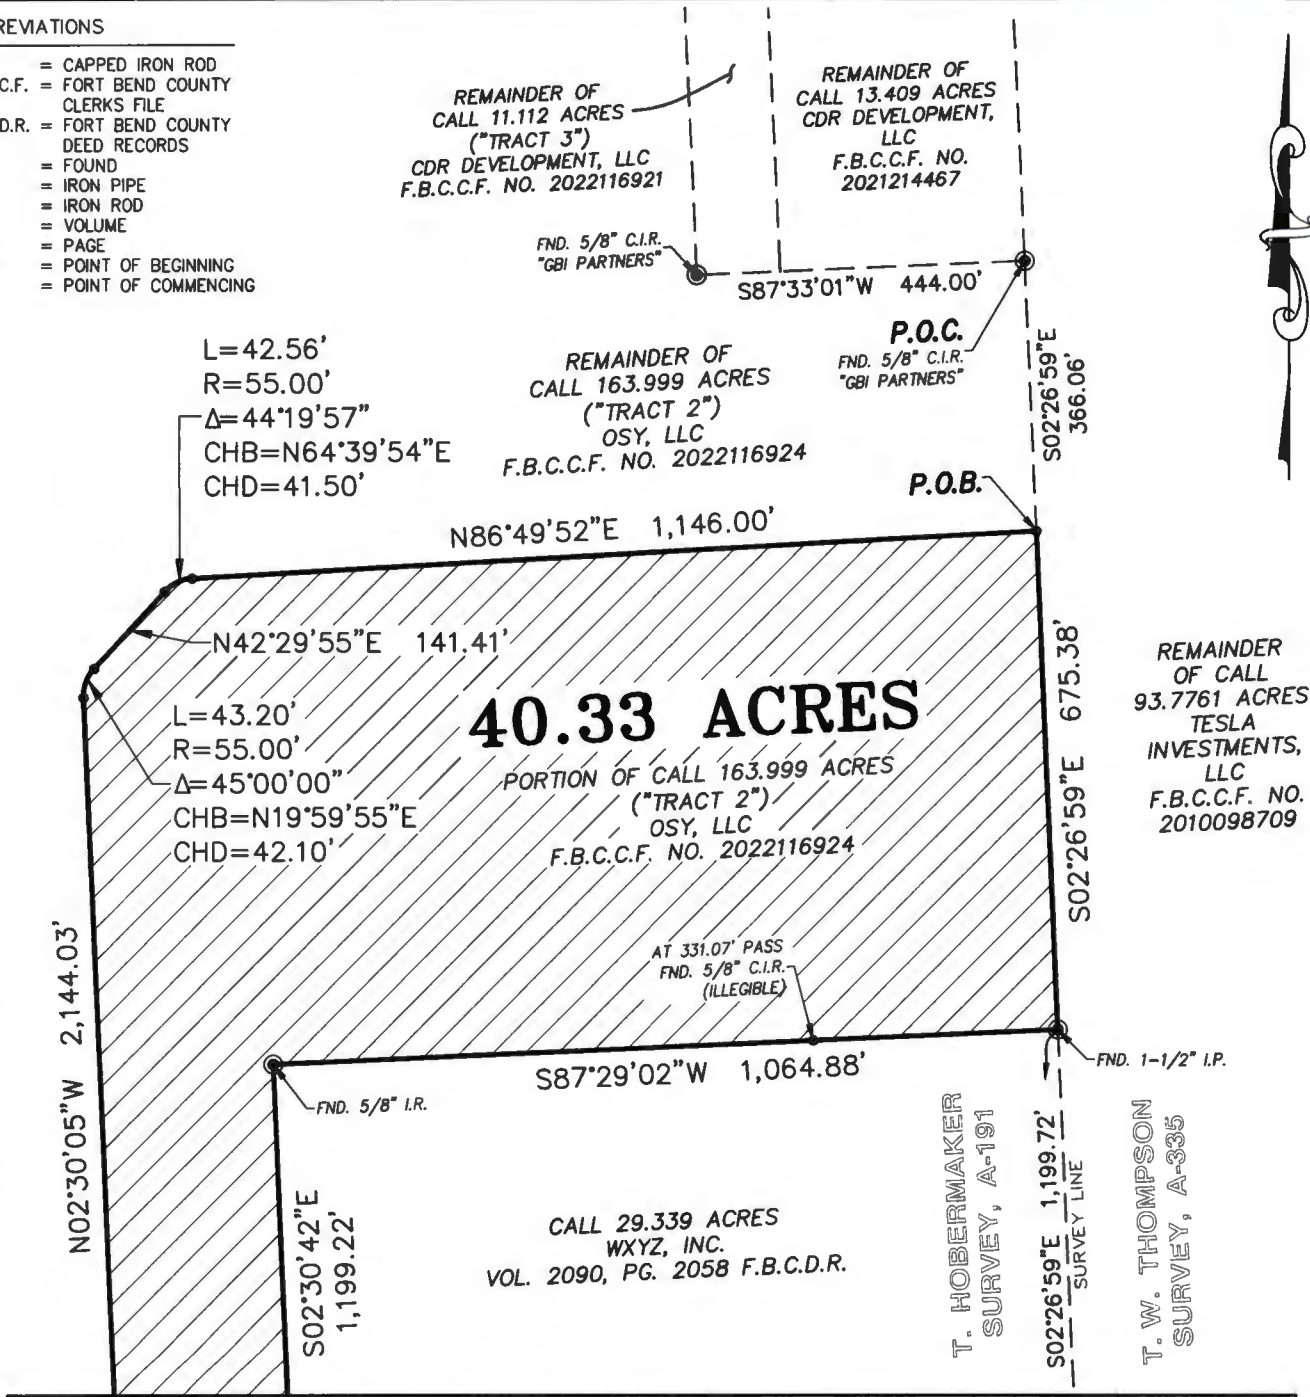 REVIATIONS
= CAPPED IRON ROD
C.F. = FORT BEND COUNTY
CLERKS FILE
D.R. = FORT BEND COUNTY
DEED RECORDS
= FOUND
= IRON PIPE
= IRON ROD
= VOLUME
= PAGE
= POINT OF BEGINNING
= POINT OF COMMENCING
REMAINDER OF
CALL 11.112 ACRES
("TRACT 3")
CDR DEVELOPMENT, LLC
F.B.C.C.F. NO. 2022116921
REMAINDER OF
CALL 13.409 ACRES
CDR DEVELOPMENT,
LLC
F.B.C.C.F. NO.
2021214467
FND. 5/8" C.I.R.
"GBI PARTNERS"
S87°33'01"W 444.00'
P.O.C.
FND. 5/8" C.I.R.
"GBI PARTNERS"
S02°26'59"E
366.06'
L=42.56'
R=55.00'
Δ=44°19'57"
CHB=N64°39'54"E
CHD=41.50'
REMAINDER OF
CALL 163.999 ACRES
("TRACT 2")
OSY, LLC
F.B.C.C.F. NO. 2022116924
P.O.B.
N86°49'52"E 1,146.00'
N42°29'55"E 141.41'
L=43.20'
R=55.00'
Δ=45°00'00"
CHB=N19°59'55"E
CHD=42.10'
40.33 ACRES
PORTION OF CALL 163.999 ACRES
("TRACT 2")
OSY, LLC
F.B.C.C.F. NO. 2022116924
S02°26'59"E 675.38'
REMAINDER
OF CALL
93.7761 ACRES
TESLA
INVESTMENTS,
LLC
F.B.C.C.F. NO.
2010098709
AT 331.07' PASS
FND. 5/8" C.I.R.
(ILLEGIBLE)
N02°30'05"W 2,144.03'
S87°29'02"W 1,064.88'
FND. 1-1/2" I.P.
FND. 5/8" I.R.
S02°30'42"E
1,199.22'
CALL 29.339 ACRES
WXYZ, INC.
VOL. 2090, PG. 2058 F.B.C.D.R.
T. HOBERMAKER
SURVEY, A-191
S02°26'59"E 1,199.72'
SURVEY LINE
T. W. THOMPSON
SURVEY, A-335